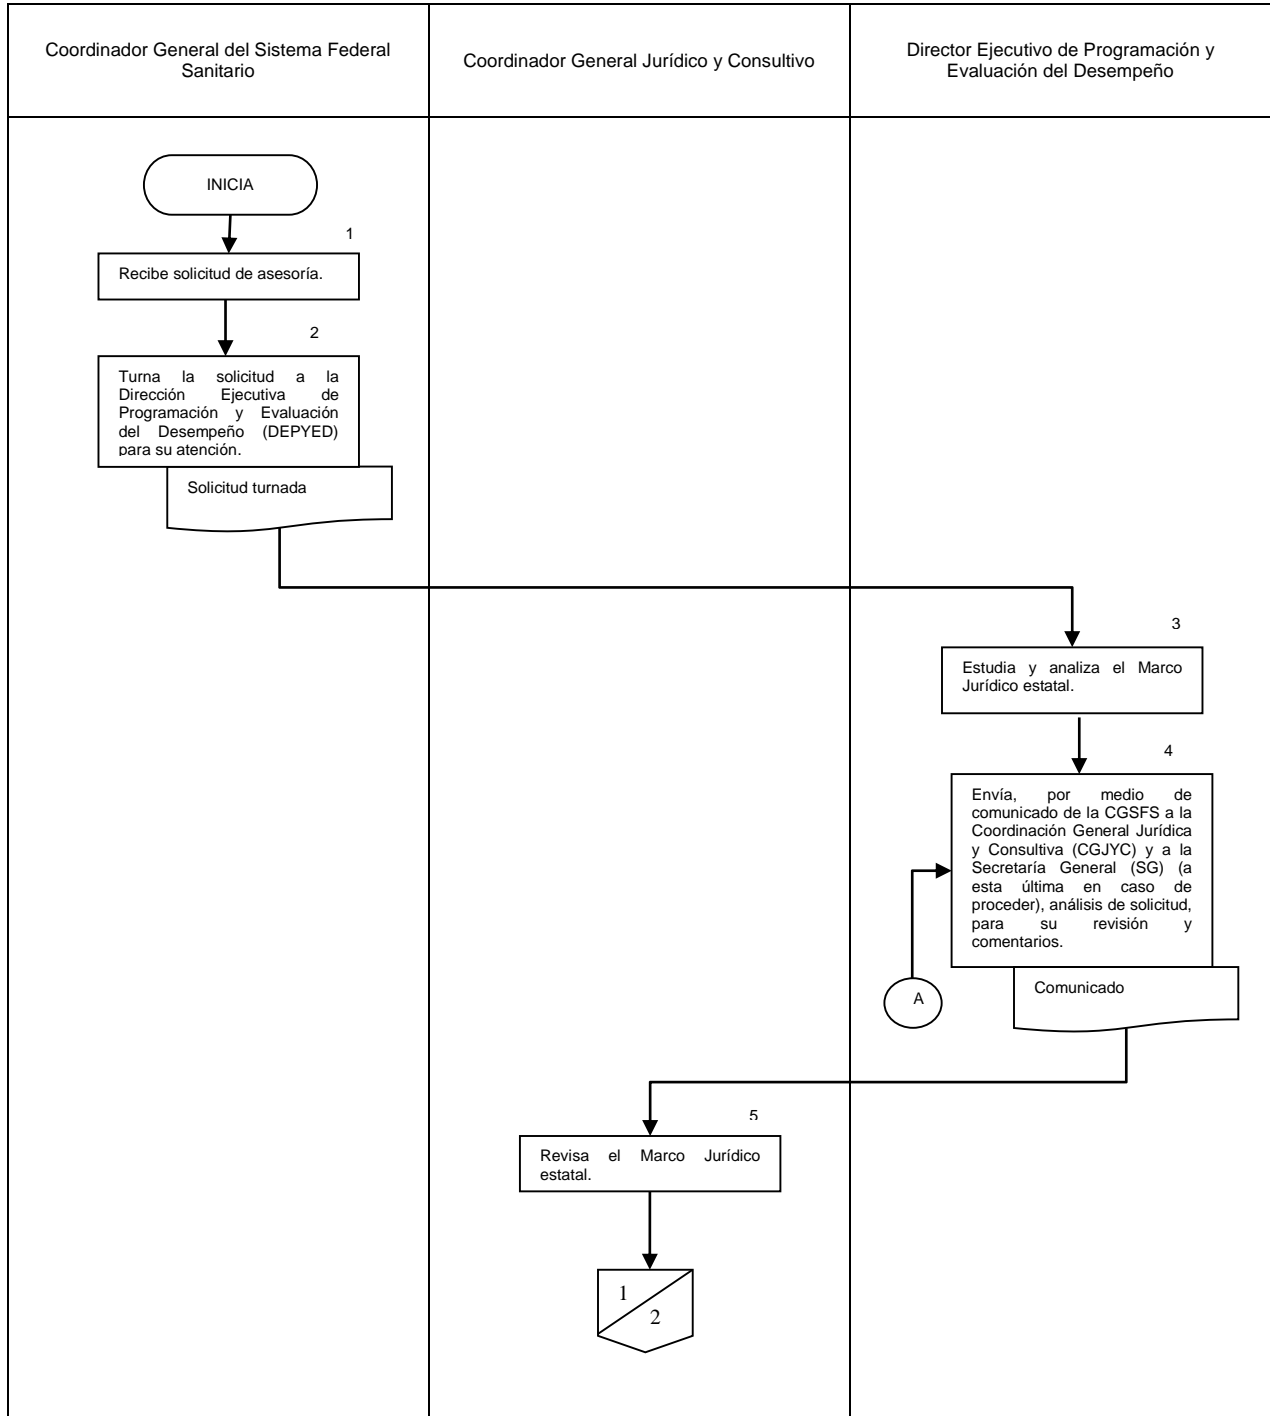 Coordinador General del Sistema Federal
Sanitario
Coordinador General Jurídico y Consultivo
Director Ejecutivo de Programación y
Evaluación del Desempeño
INICIA
1
Recibe solicitud de asesoría.
2
Turna la solicitud a la
Dirección Ejecutiva de
Programación y Evaluación
del Desempeño (DEPYED)
para su atención.
Solicitud turnada
3
Estudia y analiza el Marco
Jurídico estatal.
4
Envía, por medio de
comunicado de la CGSFS a la
Coordinación General Jurídica
y Consultiva (CGJYC) y a la
Secretaría General (SG) (a
esta última en caso de
proceder), análisis de solicitud,
para su revisión y
comentarios.
A
Comunicado
5
Revisa el Marco Jurídico
estatal.
1
2